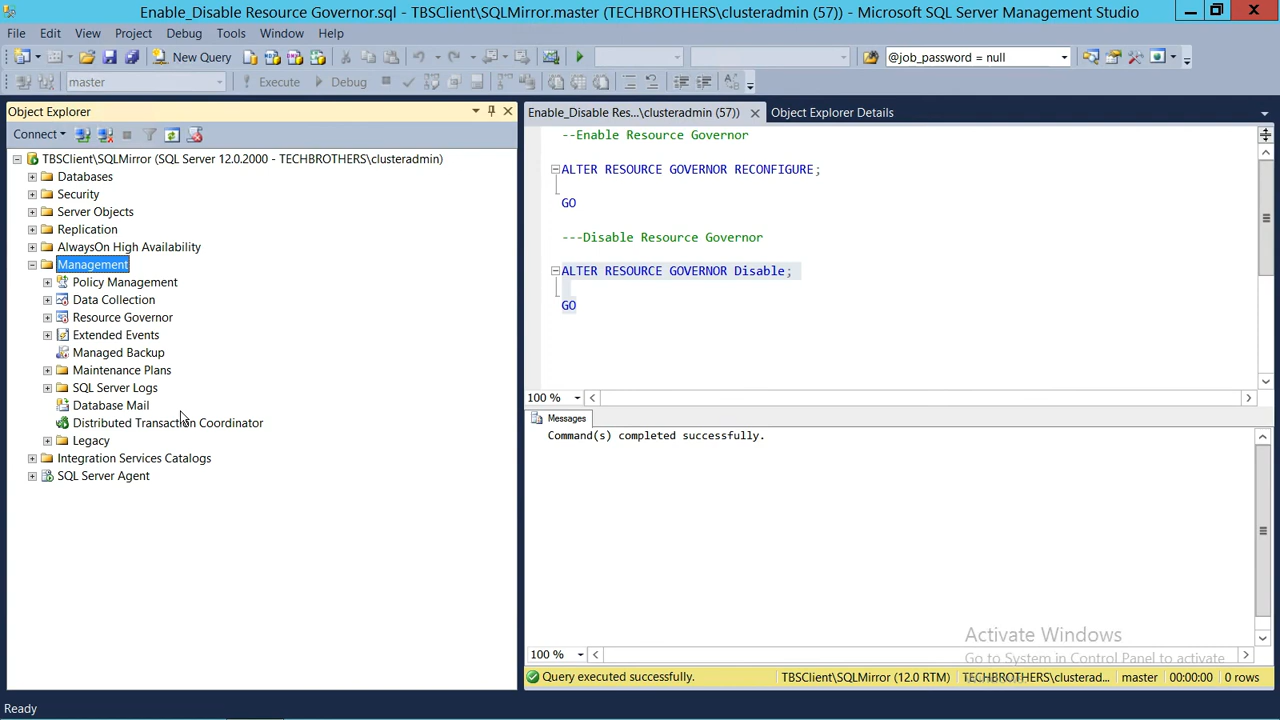 Enable_Disable Resource Governor.sql - TBSClient\SQLMirror.master (TECHBROTHERS\clusteradmin (57)) - Microsoft SQL Server Management Studio
File Edit View Project Debug Tools Window Help
New Query @job_password = null
master Execute Debug
Object Explorer
Connect
TBSClient\SQLMirror (SQL Server 12.0.2000 - TECHBROTHERS\clusteradmin)
Databases
Security
Server Objects
Replication
AlwaysOn High Availability
Management
Policy Management
Data Collection
Resource Governor
Extended Events
Managed Backup
Maintenance Plans
SQL Server Logs
Database Mail
Distributed Transaction Coordinator
Legacy
Integration Services Catalogs
SQL Server Agent
Enable_Disable Res...\clusteradmin (57)) Object Explorer Details
--Enable Resource Governor
ALTER RESOURCE GOVERNOR RECONFIGURE;
GO
---Disable Resource Governor
ALTER RESOURCE GOVERNOR Disable;
GO
100 %
Messages
Command(s) completed successfully.
Activate Windows
Go to System in Control Panel to activate
100 %
Query executed successfully. TBSClient\SQLMirror (12.0 RTM) TECHBROTHERS\clusterad... master 00:00:00 0 rows
Ready